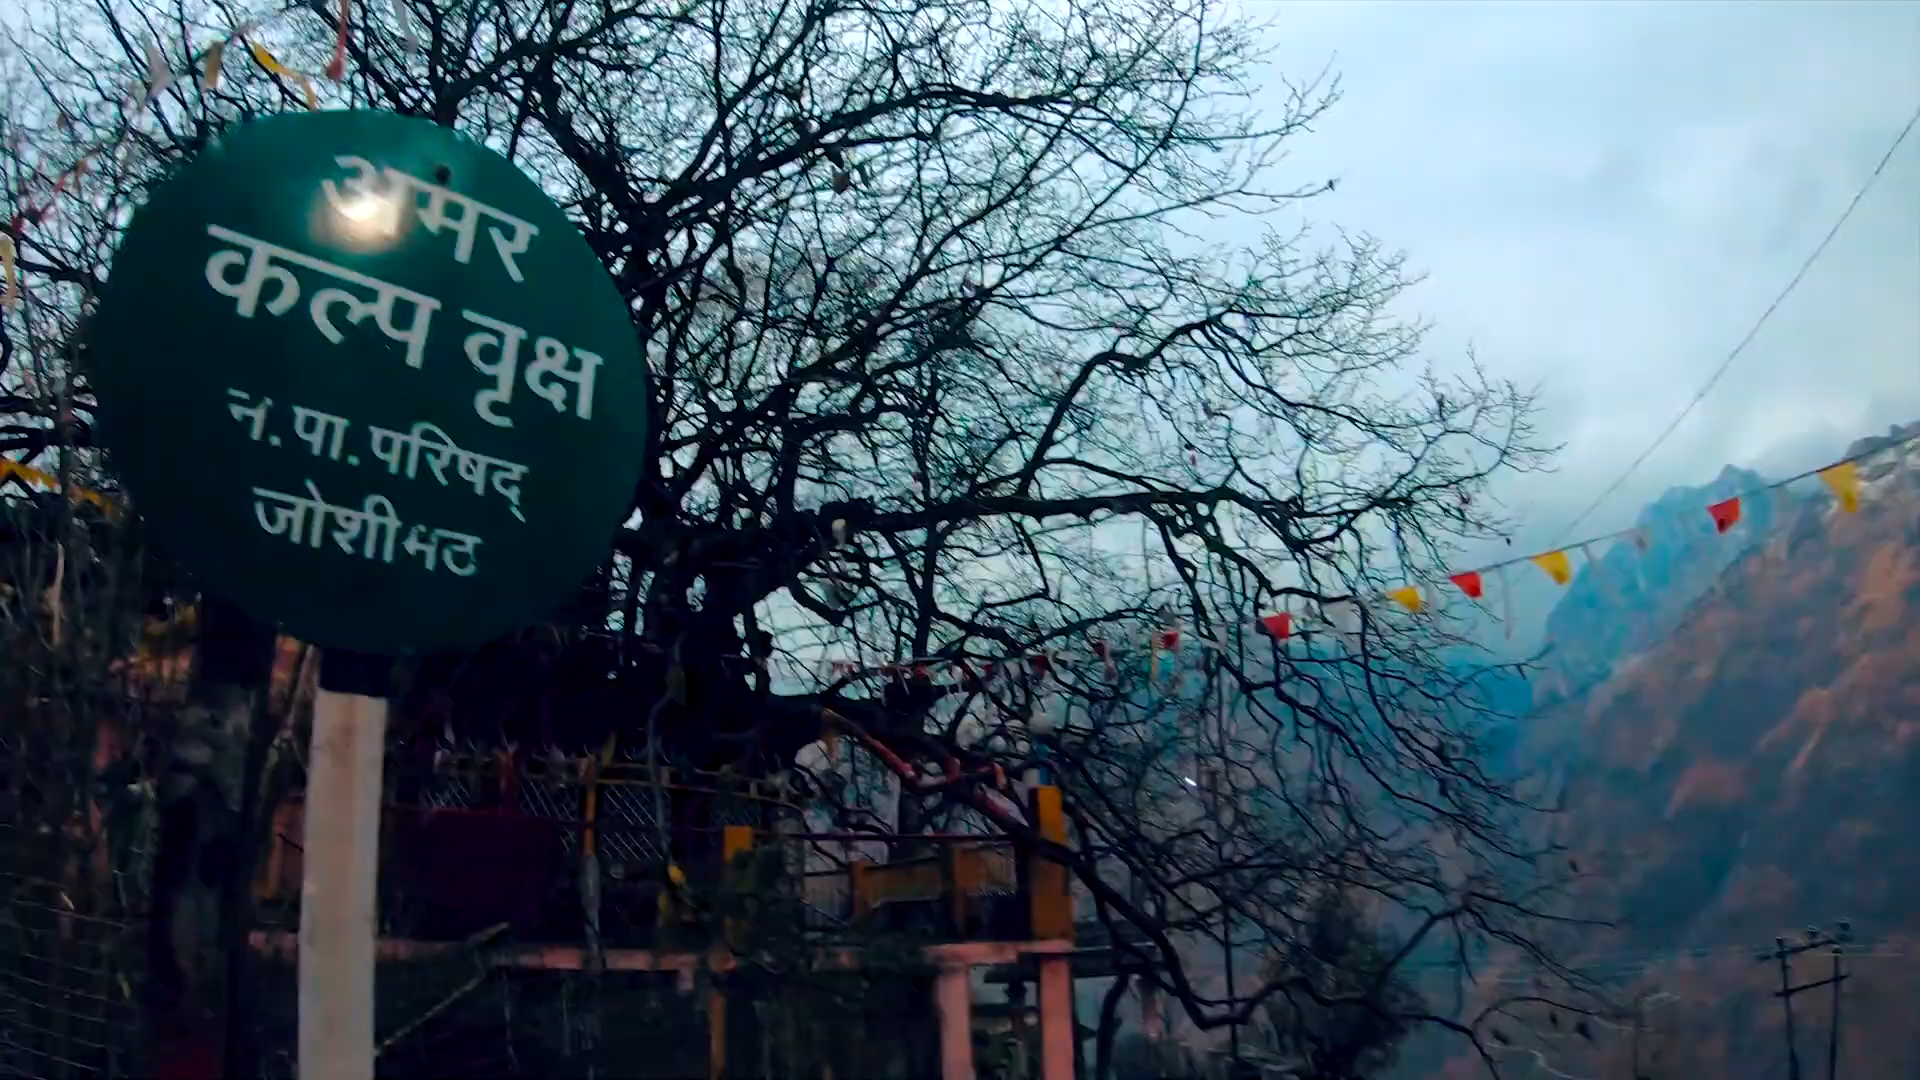 अमर
कल्प वृक्ष
न.पा.परिषद्
जोशीमठ